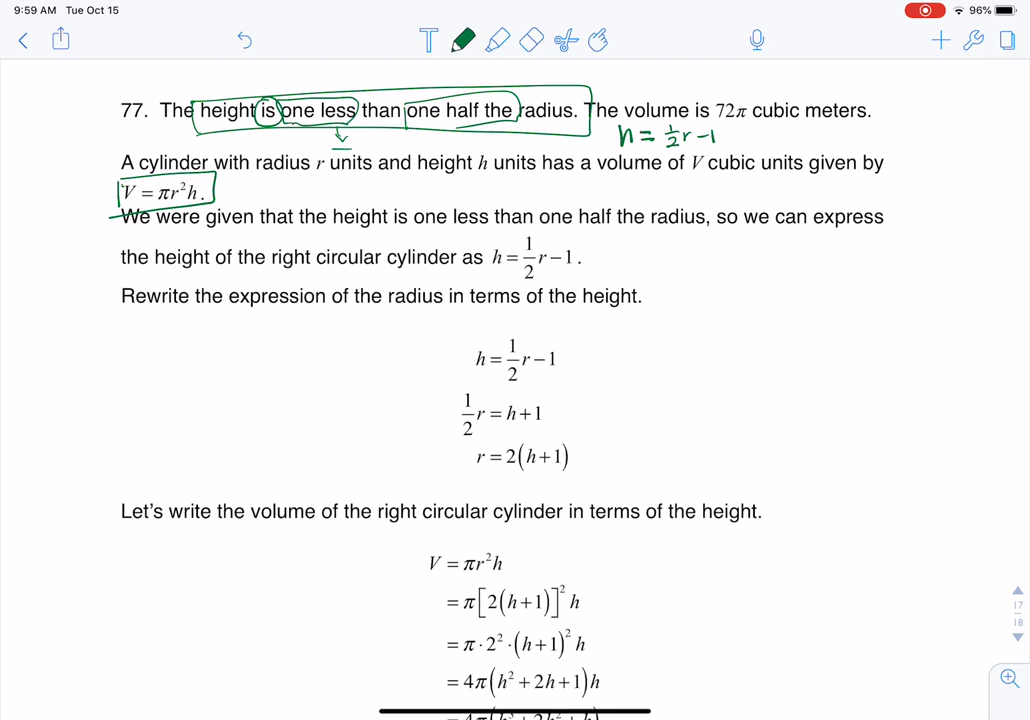 9:59 AM Tue Oct 15
96%
T
77. The height is one less than one half the radius. The volume is 72π cubic meters.
h = 1/2 r - 1
A cylinder with radius r units and height h units has a volume of V cubic units given by
V = πr²h.
We were given that the height is one less than one half the radius, so we can express
the height of the right circular cylinder as h = 1/2 r − 1.
Rewrite the expression of the radius in terms of the height.
h = 1/2 r − 1
1/2 r = h + 1
r = 2(h + 1)
Let's write the volume of the right circular cylinder in terms of the height.
V = πr²h
= π[2(h + 1)]² h
= π · 2² · (h + 1)² h
= 4π(h² + 2h + 1)h
17
18